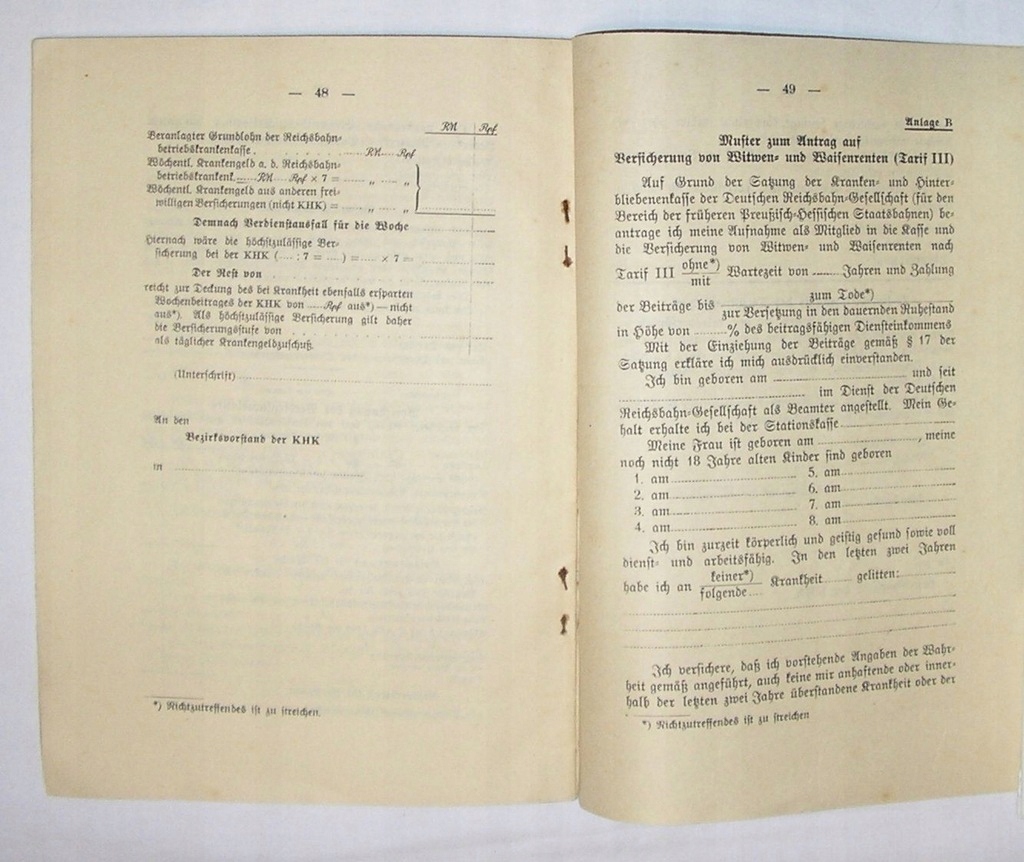 — 48 —
RM Rpf
Veranlagter Grundlohn der Reichsbahn-
betriebskrankenkasse . . . . . RM Rpf
Wöchentl. Krankengeld a. d. Reichsbahn-
betriebskrankenk.... RM Rpf × 7 = .... „ .... „
Wöchentl. Krankengeld aus anderen frei-
willigen Versicherungen (nicht KHK) = .... „ .... „
Demnach Verdienstausfall für die Woche
Hiernach wäre die höchstzulässige Ver-
sicherung bei der KHK (.... : 7 = ....) = .... × 7 =
Der Rest von . . . . . . . . . .
reicht zur Deckung des bei Krankheit ebenfalls ersparten
Wochenbeitrages der KHK von .... Rpf aus*) — nicht
aus*). Als höchstzulässige Versicherung gilt daher
die Versicherungsstufe von . . . . . . . .
als täglicher Krankengeldzuschuß.
(Unterschrift) ....................
An den
Bezirksvorstand der KHK
in ....................
*) Nichtzutreffendes ist zu streichen.
— 49 —
Anlage B
Muster zum Antrag auf
Versicherung von Witwen- und Waisenrenten (Tarif III)
Auf Grund der Satzung der Kranken- und Hinter-
bliebenenkasse der Deutschen Reichsbahn-Gesellschaft (für den
Bereich der früheren Preußisch-Hessischen Staatsbahnen) be-
antrage ich meine Aufnahme als Mitglied in die Kasse und
die Versicherung von Witwen- und Waisenrenten nach
Tarif III ohne*) / mit Wartezeit von ........ Jahren und Zahlung
der Beiträge bis zum Tode*) / zur Versetzung in den dauernden Ruhestand
in Höhe von ........% des beitragsfähigen Diensteinkommens
Mit der Einziehung der Beiträge gemäß § 17 der
Satzung erkläre ich mich ausdrücklich einverstanden.
Ich bin geboren am .................... und seit
.................... im Dienst der Deutschen
Reichsbahn-Gesellschaft als Beamter angestellt. Mein Ge-
halt erhalte ich bei der Stationskasse ....................
Meine Frau ist geboren am ...................., meine
noch nicht 18 Jahre alten Kinder sind geboren
1. am .................... 5. am ....................
2. am .................... 6. am ....................
3. am .................... 7. am ....................
4. am .................... 8. am ....................
Ich bin zurzeit körperlich und geistig gesund sowie voll
dienst- und arbeitsfähig. In den letzten zwei Jahren
habe ich an keiner*) / folgende.... Krankheit........ gelitten: ........
Ich versichere, daß ich vorstehende Angaben der Wahr-
heit gemäß angeführt, auch keine mir anhaftende oder inner-
halb der letzten zwei Jahre überstandene Krankheit oder der
*) Nichtzutreffendes ist zu streichen